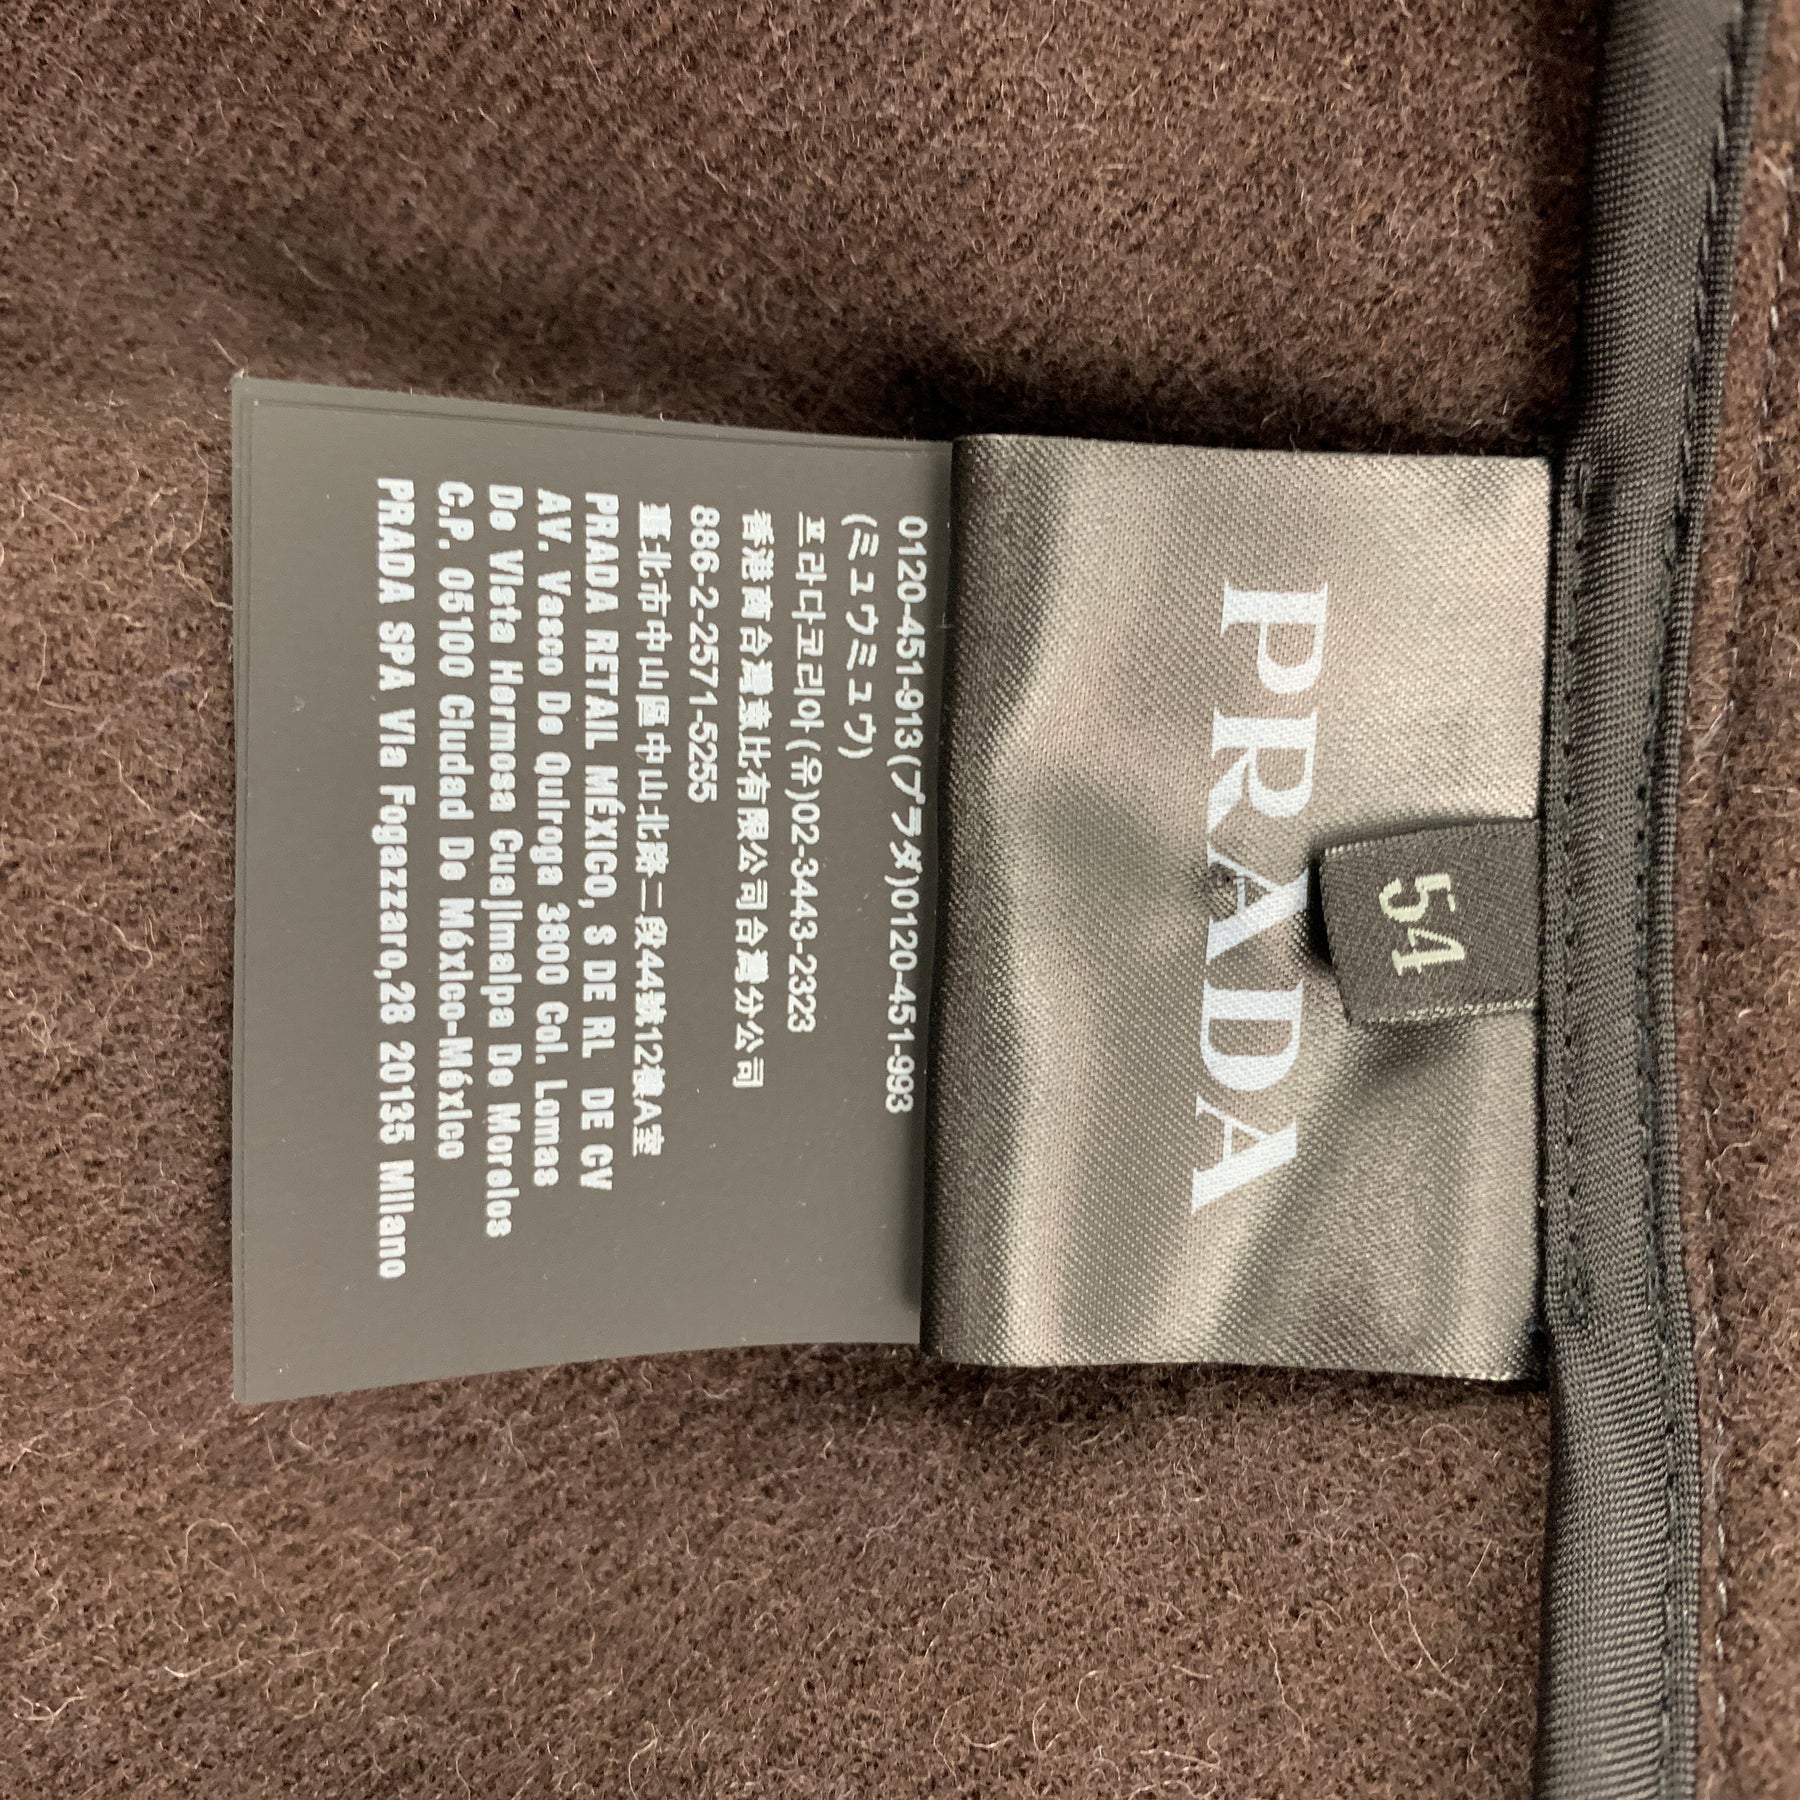 54
PRADA
0120-451-913(プラダ)0120-451-993
(ミュウミュウ)
프라다코리아(유)02-3443-2323
香港商台灣普比有限公司台灣分公司
886-2-2571-5255
臺北市中山區中山北路二段44號12樓A室
PRADA RETAIL MÉXICO, S DE RL DE CV
AV. Vasco De Quiroga 3800 Col. Lomas
De Vista Hermosa Cuajimalpa De Morelos
C.P. 05100 Ciudad De México-México
PRADA SPA Via Fogazzaro,28 20135 Milano